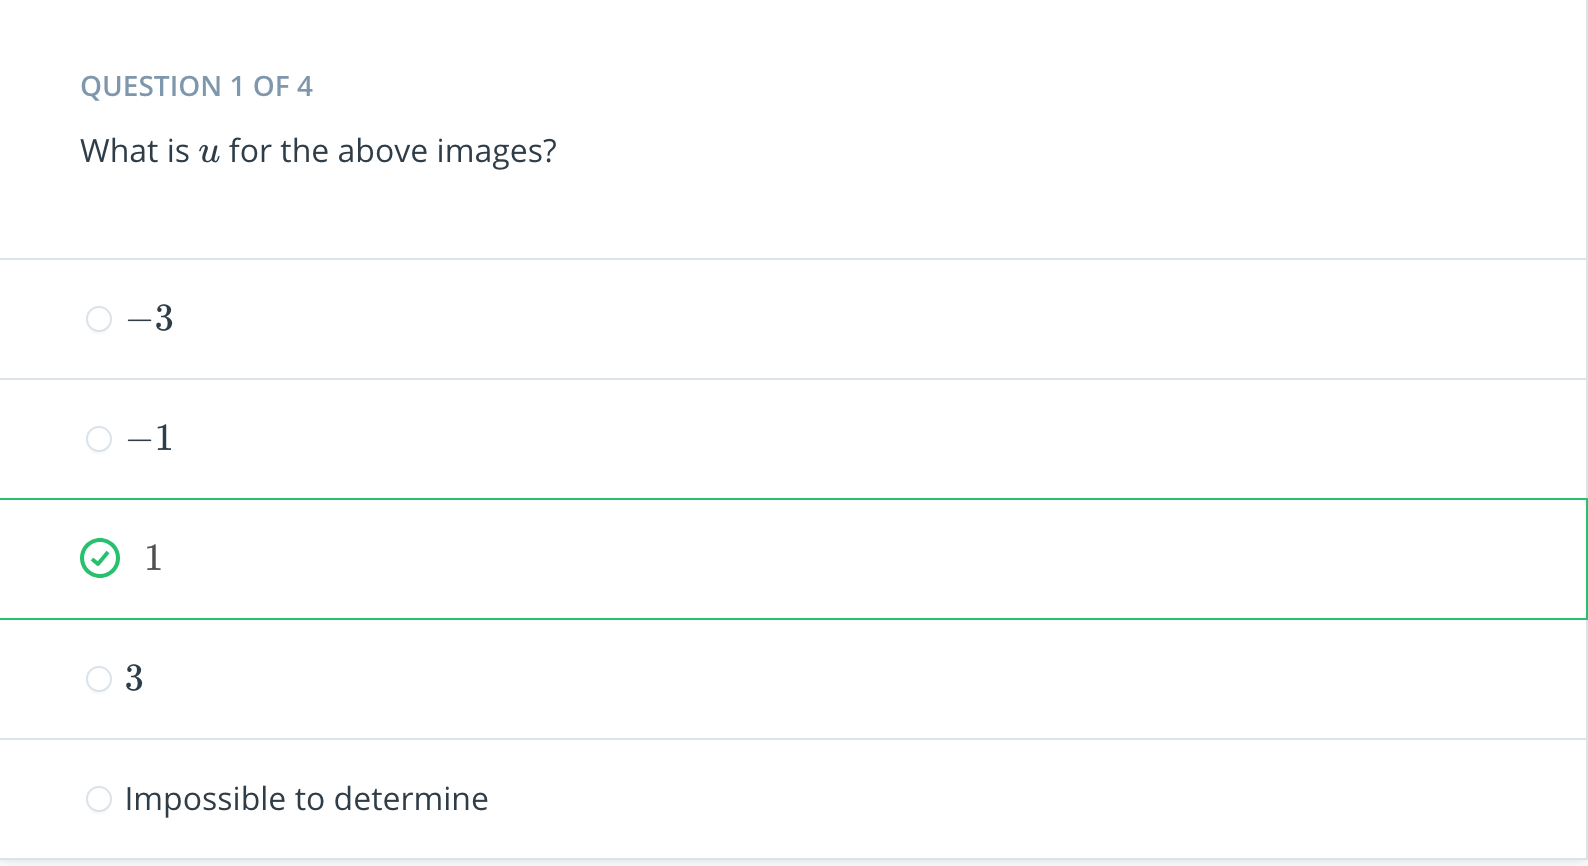 QUESTION 1 OF 4
What is u for the above images?
−3
−1
1
3
Impossible to determine